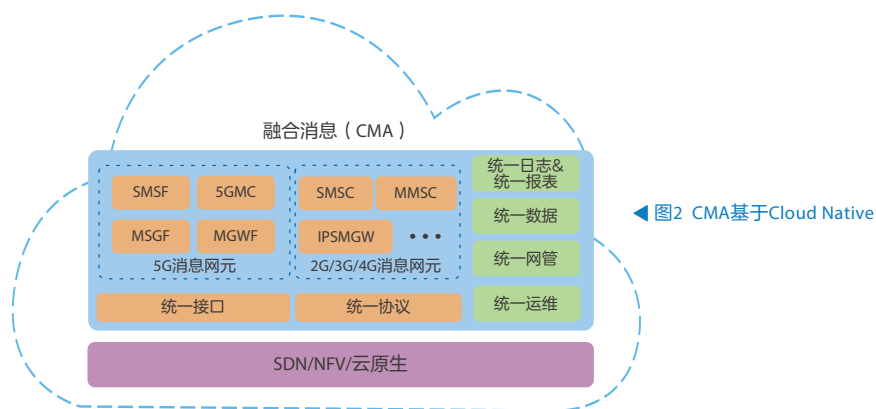 融合消息（CMA）
SMSF
5GMC
MSGF
MGWF
5G消息网元
SMSC
MMSC
IPSMGW
•••
2G/3G/4G消息网元
统一接口
统一协议
统一日志&
统一报表
统一数据
统一网管
统一运维
SDN/NFV/云原生
图2 CMA基于Cloud Native